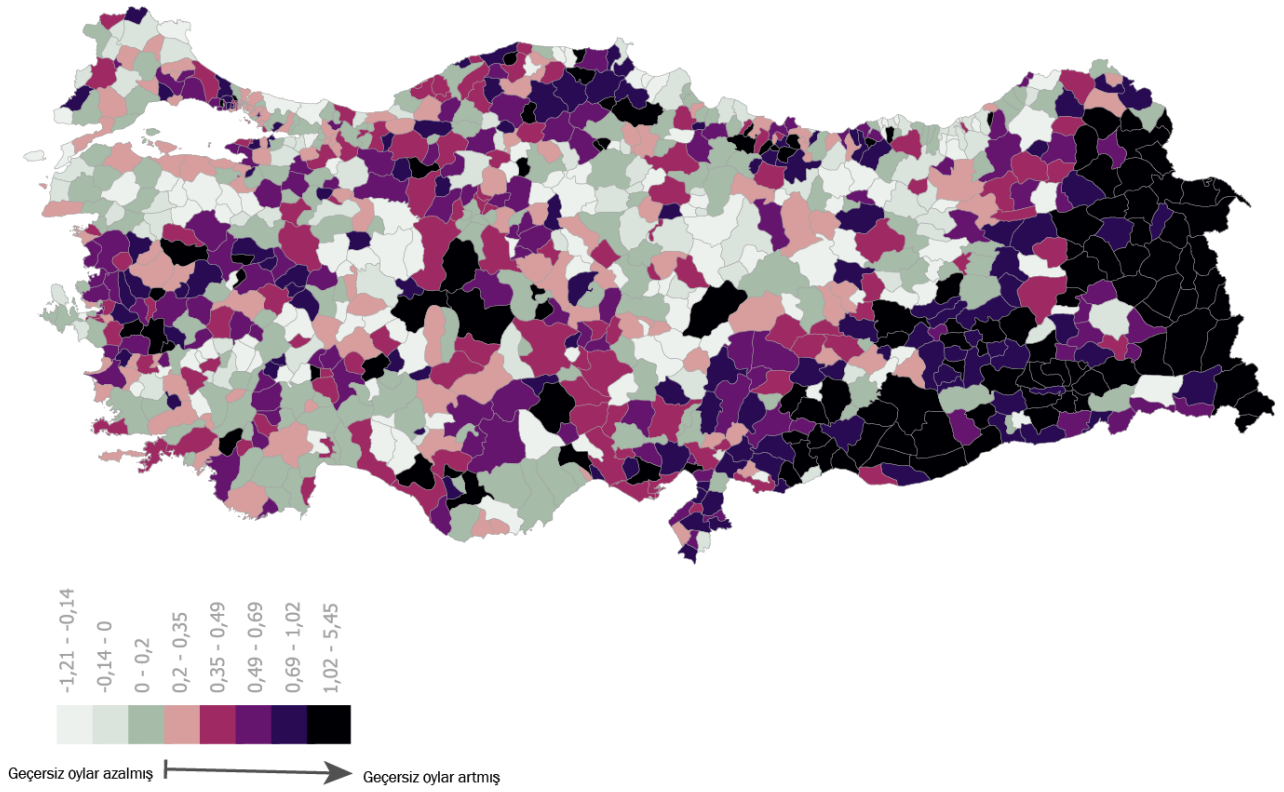 -1,21 - -0,14
-0,14 - 0
0 - 0,2
0,2 - 0,35
0,35 - 0,49
0,49 - 0,69
0,69 - 1,02
1,02 - 5,45
Geçersiz oylar azalmış
Geçersiz oylar artmış